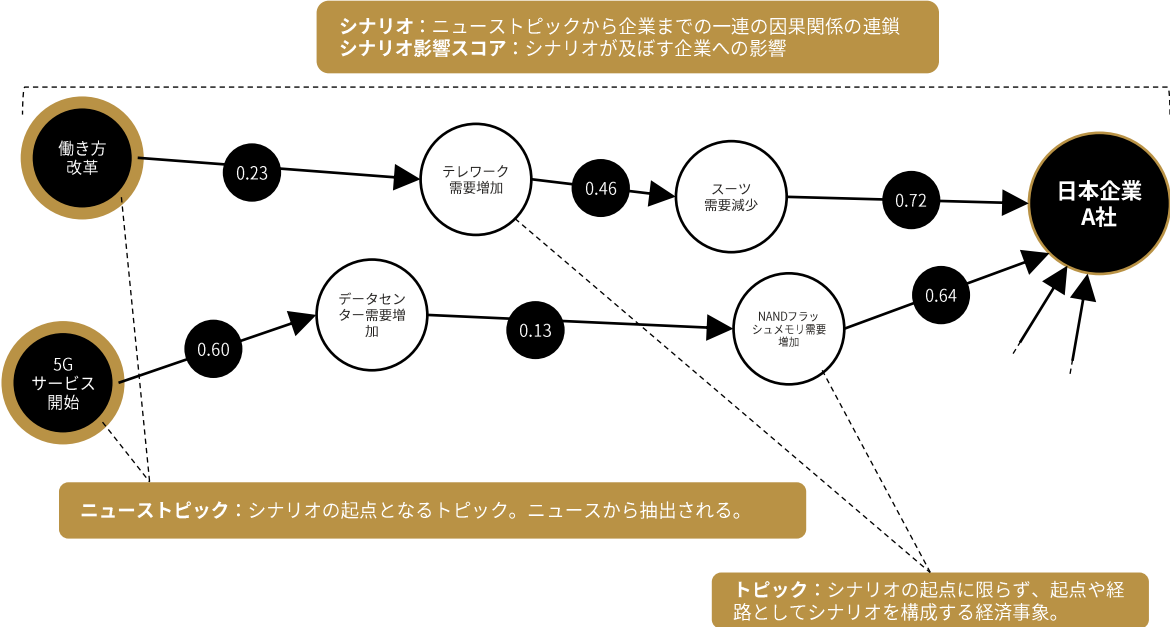 シナリオ：ニューストピックから企業までの一連の因果関係の連鎖
シナリオ影響スコア：シナリオが及ぼす企業への影響
働き方
改革
0.23
テレワーク
需要増加
0.46
スーツ
需要減少
0.72
日本企業
A社
5G
サービス
開始
0.60
データセン
ター需要増
加
0.13
NANDフラッ
シュメモリ需要
増加
0.64
ニューストピック：シナリオの起点となるトピック。ニュースから抽出される。
トピック：シナリオの起点に限らず、起点や経
路としてシナリオを構成する経済事象。